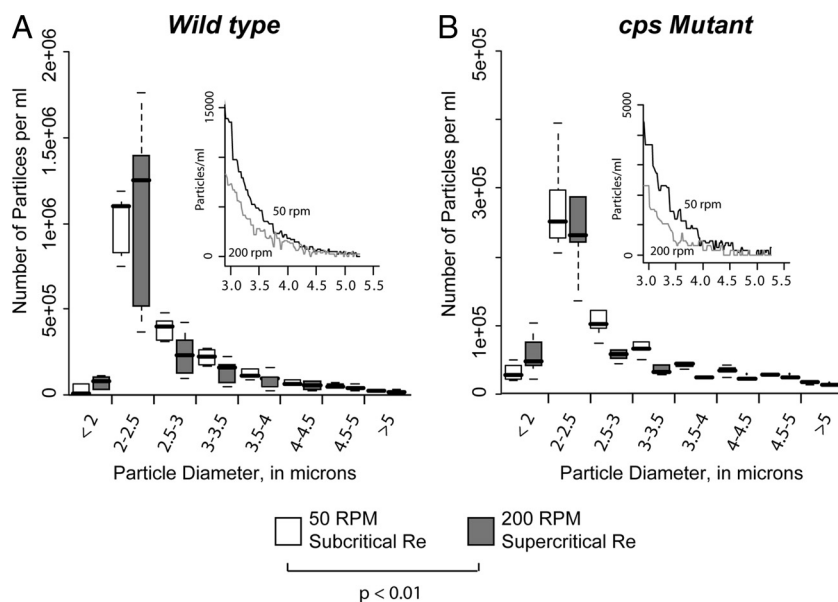 A
Wild type
Number of Partilces per ml
2e+06
1.5e+06
1e+06
5e+05
0
Particles/ml
15000
0
50 rpm
200 rpm
3.0 3.5 4.0 4.5 5.0 5.5
< 2
2-2.5
2.5-3
3-3.5
3.5-4
4-4.5
4.5-5
>5
Particle Diameter, in microns
B
cps Mutant
Number of Particles per ml
5e+05
3e+05
1e+05
0
Particles/ml
5000
0
50 rpm
200 rpm
3.0 3.5 4.0 4.5 5.0 5.5
< 2
2-2.5
2.5-3
3-3.5
3.5-4
4-4.5
4.5-5
>5
Particle Diameter, in microns
50 RPM
Subcritical Re
200 RPM
Supercritical Re
p < 0.01